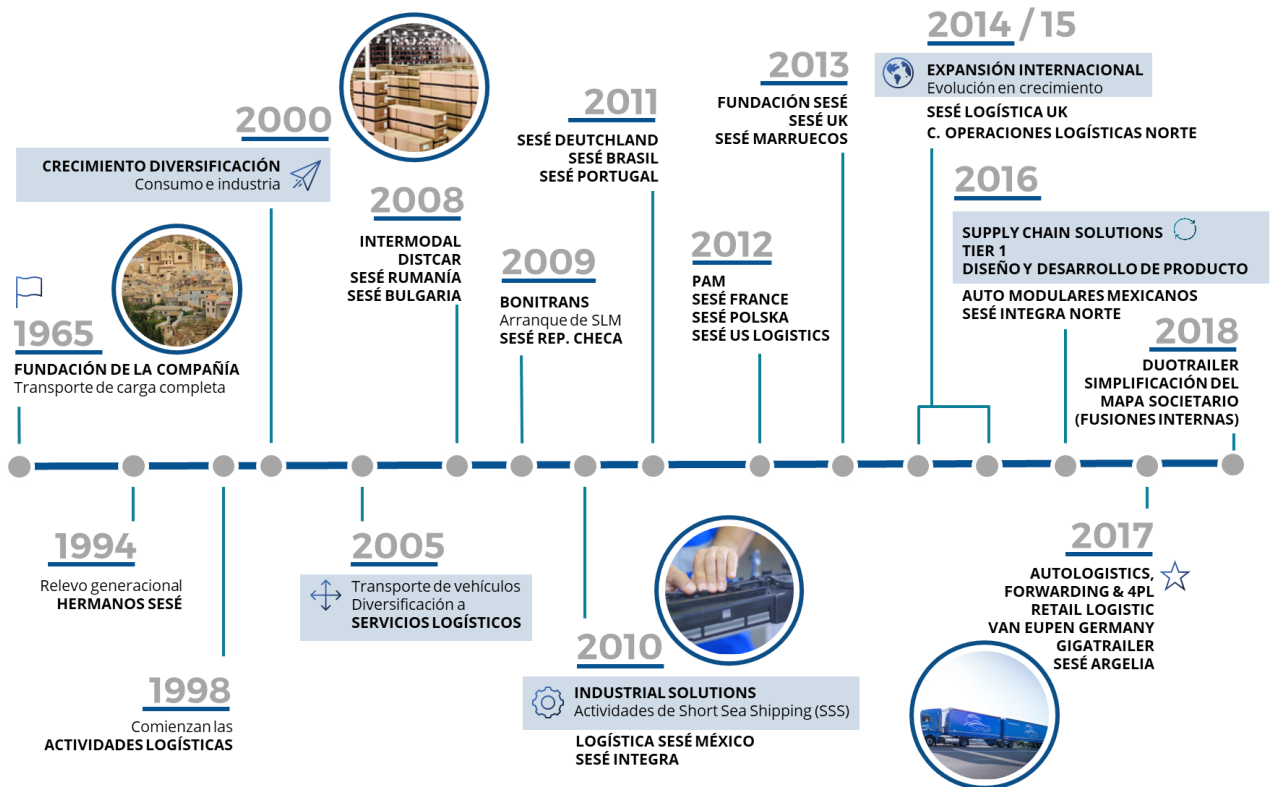 1965
FUNDACIÓN DE LA COMPAÑÍA
Transporte de carga completa
1994
Relevo generacional
HERMANOS SESÉ
1998
Comienzan las
ACTIVIDADES LOGÍSTICAS
2000
CRECIMIENTO DIVERSIFICACIÓN
Consumo e industria
2005
Transporte de vehículos
Diversificación a
SERVICIOS LOGÍSTICOS
2008
INTERMODAL
DISTCAR
SESÉ RUMANÍA
SESÉ BULGARIA
2009
BONITRANS
Arranque de SLM
SESÉ REP. CHECA
2010
INDUSTRIAL SOLUTIONS
Actividades de Short Sea Shipping (SSS)
LOGÍSTICA SESÉ MÉXICO
SESÉ INTEGRA
2011
SESÉ DEUTCHLAND
SESÉ BRASIL
SESÉ PORTUGAL
2012
PAM
SESÉ FRANCE
SESÉ POLSKA
SESÉ US LOGISTICS
2013
FUNDACIÓN SESÉ
SESÉ UK
SESÉ MARRUECOS
2014 / 15
EXPANSIÓN INTERNACIONAL
Evolución en crecimiento
SESÉ LOGÍSTICA UK
C. OPERACIONES LOGÍSTICAS NORTE
2016
SUPPLY CHAIN SOLUTIONS
TIER 1
DISEÑO Y DESARROLLO DE PRODUCTO
AUTO MODULARES MEXICANOS
SESÉ INTEGRA NORTE
2017
AUTOLOGISTICS,
FORWARDING & 4PL
RETAIL LOGISTIC
VAN EUPEN GERMANY
GIGATRAILER
SESÉ ARGELIA
2018
DUOTRAILER
SIMPLIFICACIÓN DEL
MAPA SOCIETARIO
(FUSIONES INTERNAS)